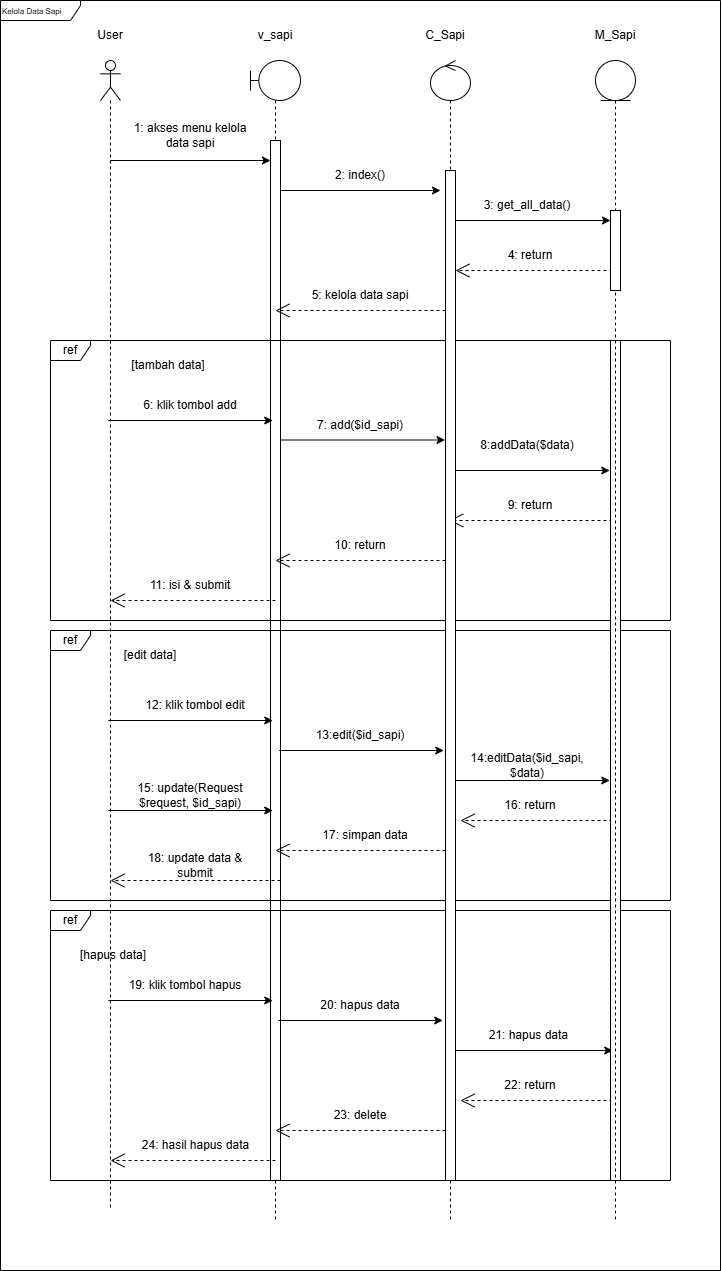 Kelola Data Sapi
User
v_sapi
C_Sapi
M_Sapi
1: akses menu kelola
data sapi
2: index()
3: get_all_data()
4: return
5: kelola data sapi
ref
[tambah data]
6: klik tombol add
7: add($id_sapi)
8:addData($data)
9: return
10: return
11: isi & submit
ref
[edit data]
12: klik tombol edit
13:edit($id_sapi)
14:editData($id_sapi,
$data)
15: update(Request
$request, $id_sapi)
16: return
17: simpan data
18: update data &
submit
ref
[hapus data]
19: klik tombol hapus
20: hapus data
21: hapus data
22: return
23: delete
24: hasil hapus data